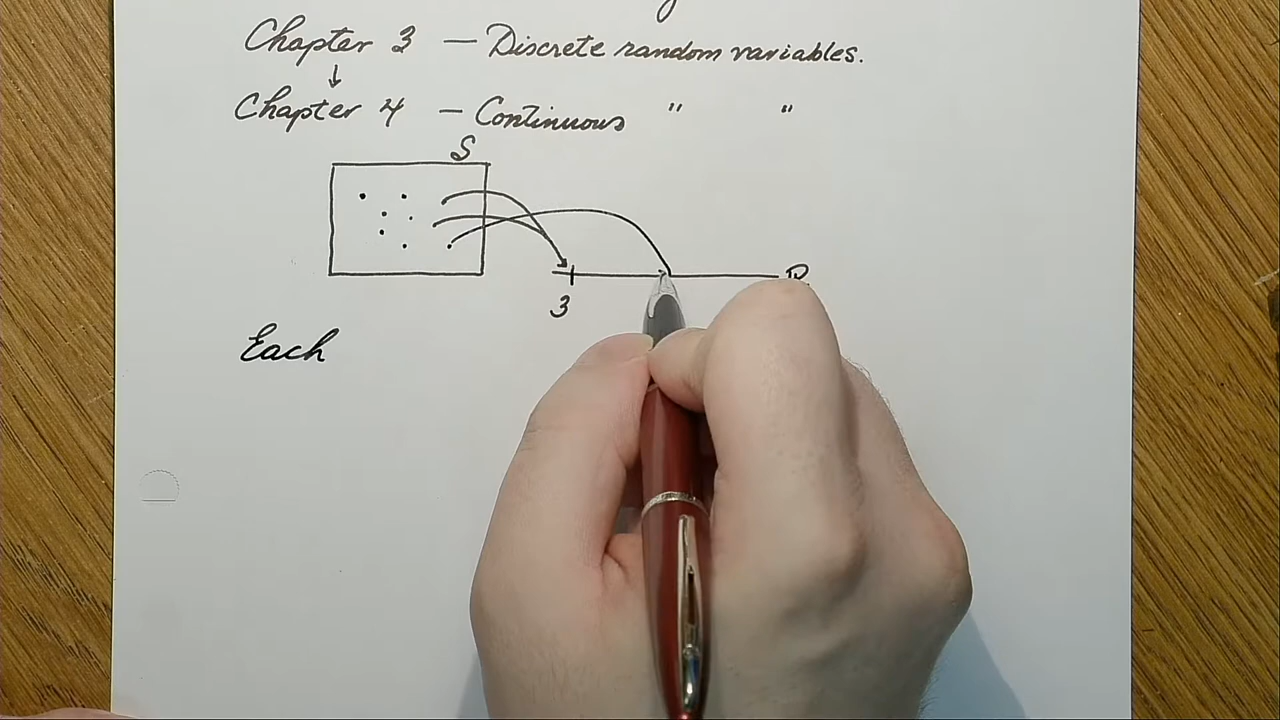 Chapter 3 — Discrete random variables.
↓
Chapter 4 — Continuous " "
S
R
3
Each